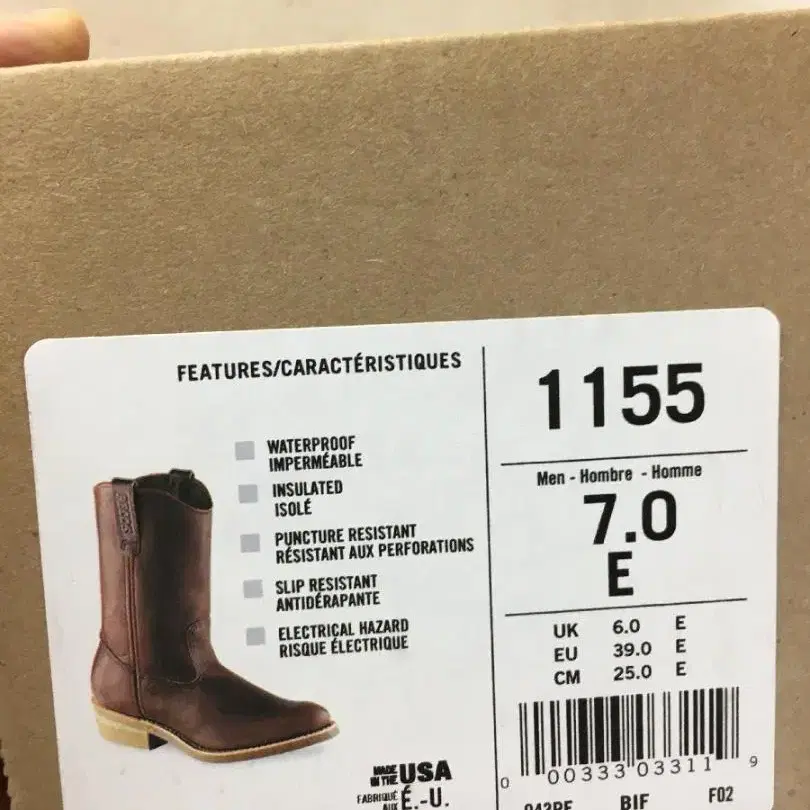 FEATURES/CARACTÉRISTIQUES
WATERPROOF
IMPERMÉABLE
INSULATED
ISOLÉ
PUNCTURE RESISTANT
RÉSISTANT AUX PERFORATIONS
SLIP RESISTANT
ANTIDÉRAPANTE
ELECTRICAL HAZARD
RISQUE ÉLECTRIQUE
MADE IN THE USA
FABRIQUÉ AUX É.-U.
1155
Men - Hombre - Homme
7.0
E
UK 6.0 E
EU 39.0 E
CM 25.0 E
0 00333 03311 9
BIF F02